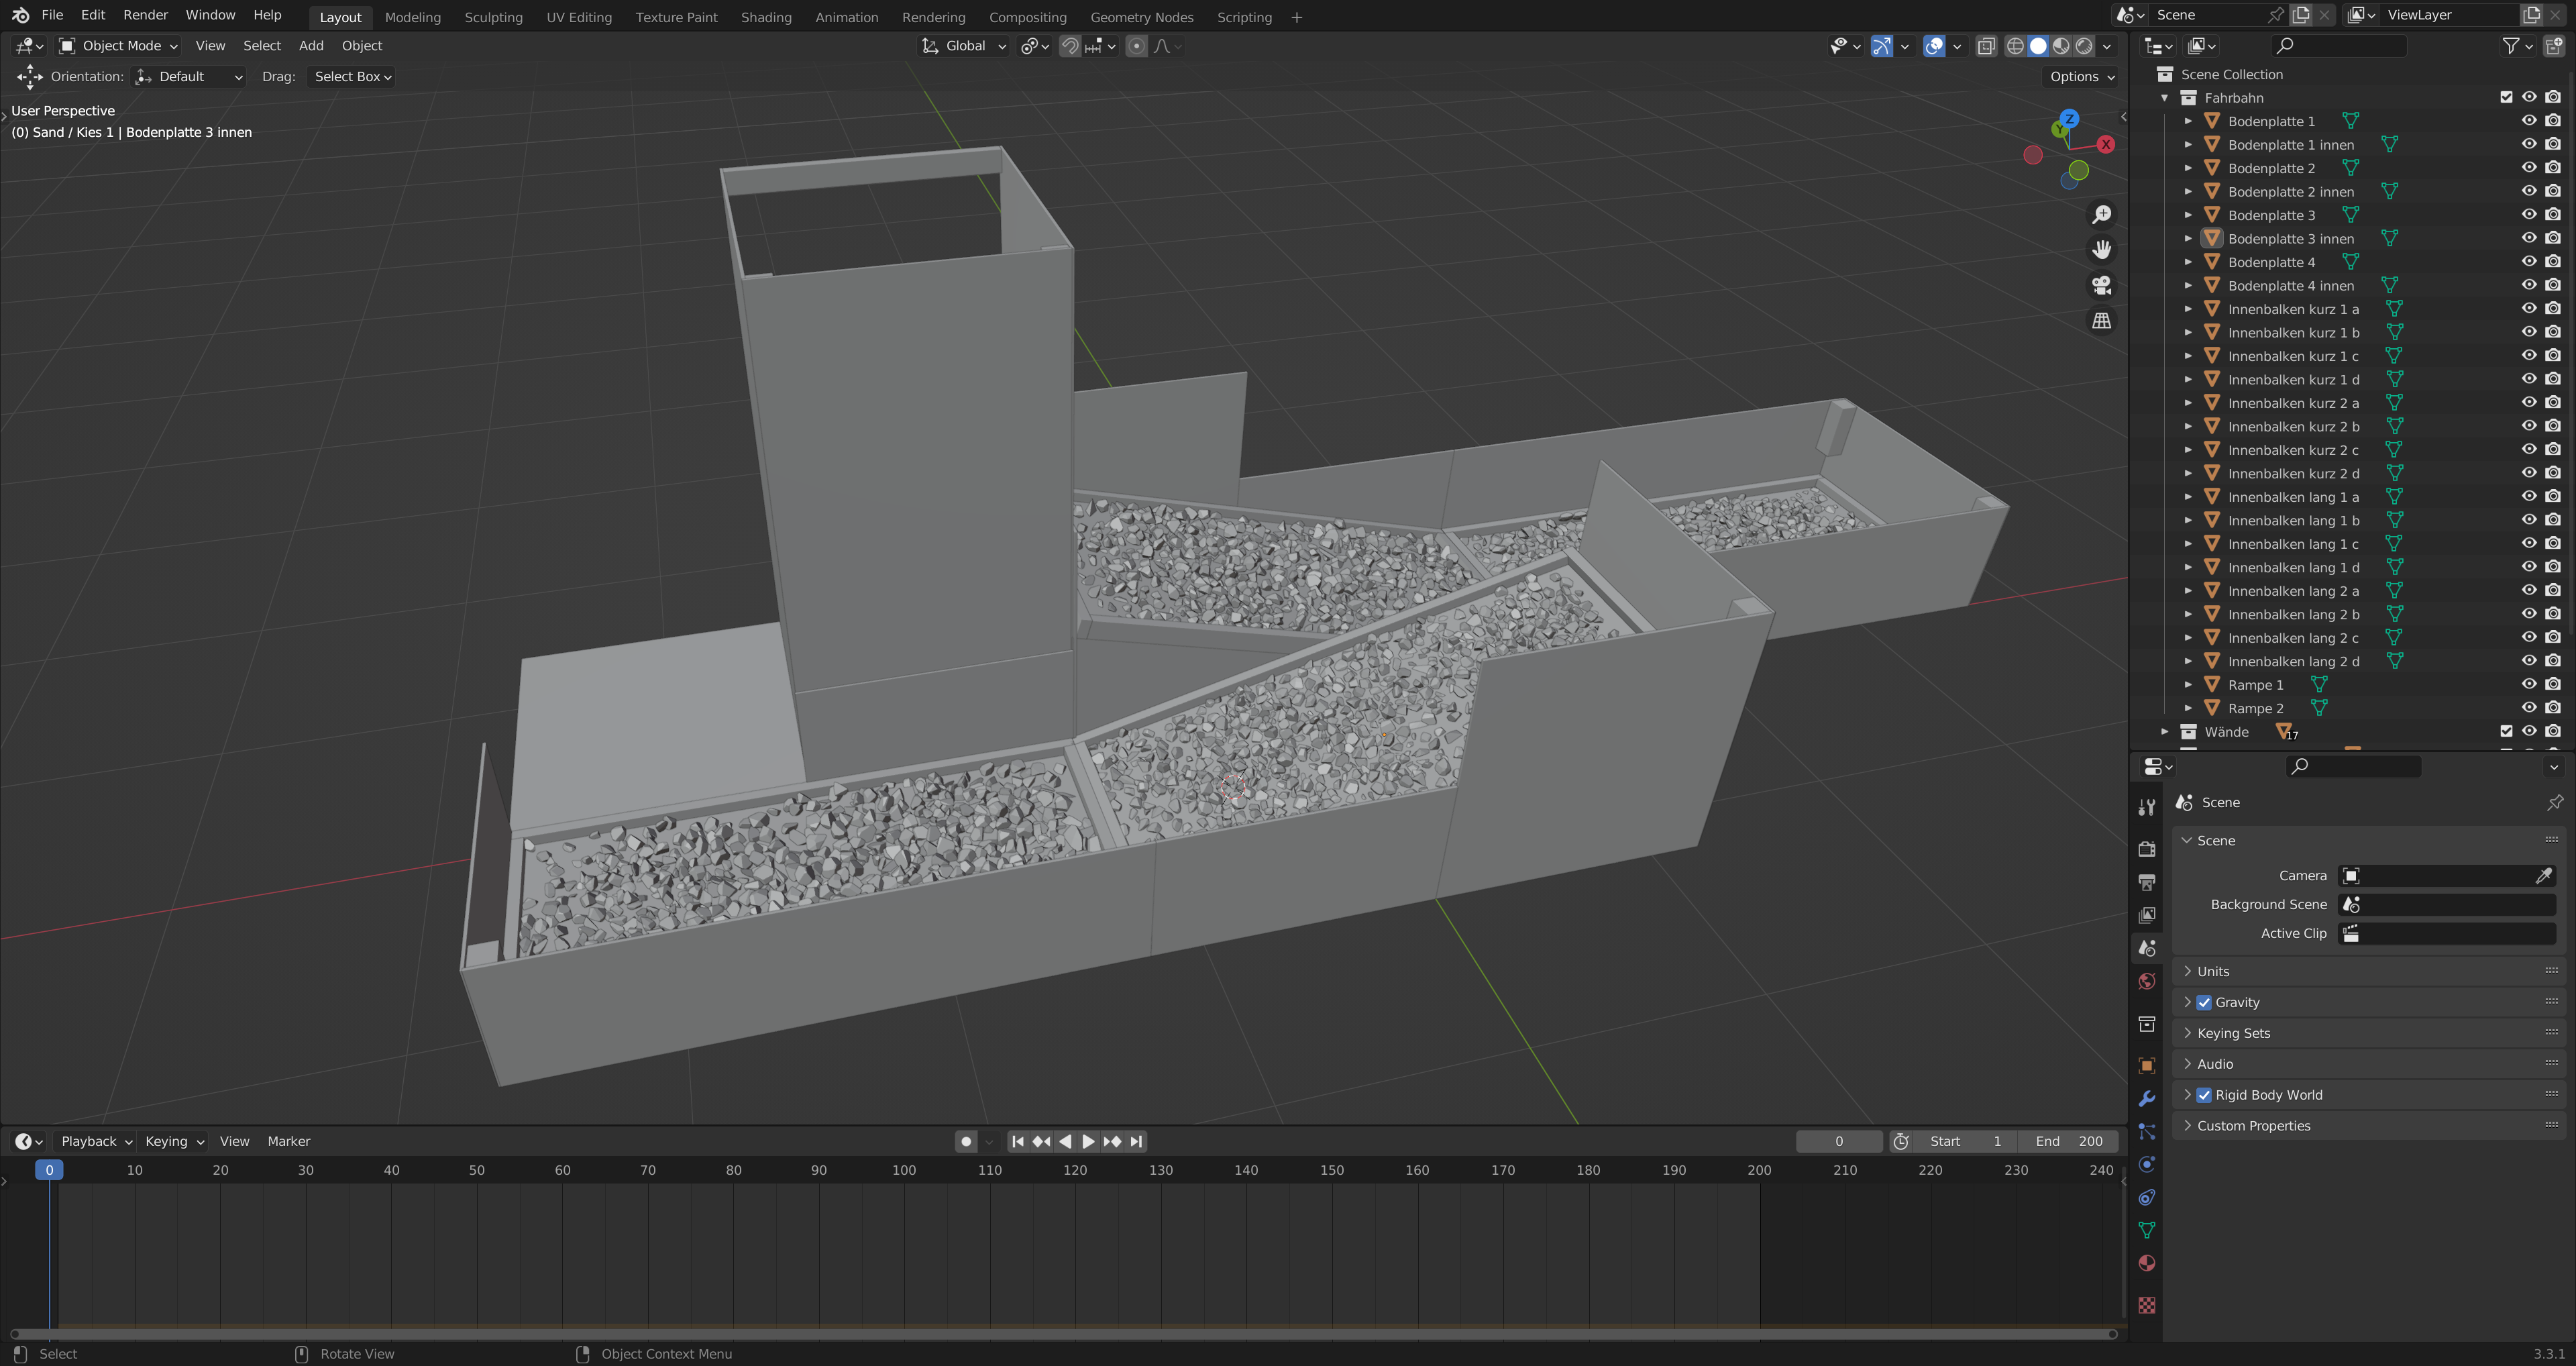 File Edit Render Window Help Layout Modeling Sculpting UV Editing Texture Paint Shading Animation Rendering Compositing Geometry Nodes Scripting + Scene ViewLayer
Object Mode View Select Add Object Global
Orientation: Default Drag: Select Box Options
User Perspective
(0) Sand / Kies 1 | Bodenplatte 3 innen
Z
Y
X
Scene Collection
Fahrbahn
Bodenplatte 1
Bodenplatte 1 innen
Bodenplatte 2
Bodenplatte 2 innen
Bodenplatte 3
Bodenplatte 3 innen
Bodenplatte 4
Bodenplatte 4 innen
Innenbalken kurz 1 a
Innenbalken kurz 1 b
Innenbalken kurz 1 c
Innenbalken kurz 1 d
Innenbalken kurz 2 a
Innenbalken kurz 2 b
Innenbalken kurz 2 c
Innenbalken kurz 2 d
Innenbalken lang 1 a
Innenbalken lang 1 b
Innenbalken lang 1 c
Innenbalken lang 1 d
Innenbalken lang 2 a
Innenbalken lang 2 b
Innenbalken lang 2 c
Innenbalken lang 2 d
Rampe 1
Rampe 2
Wände 17
Scene
Scene
Camera
Background Scene
Active Clip
Units
Gravity
Keying Sets
Audio
Rigid Body World
Custom Properties
Playback Keying View Marker 0 Start 1 End 200
0 10 20 30 40 50 60 70 80 90 100 110 120 130 140 150 160 170 180 190 200 210 220 230 240
Select Rotate View Object Context Menu 3.3.1